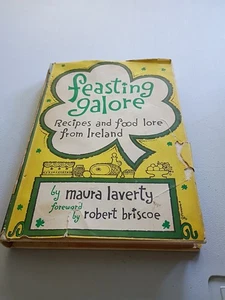 feasting
galore
Recipes and food lore
from Ireland
by maura laverty
foreword
by robert briscoe